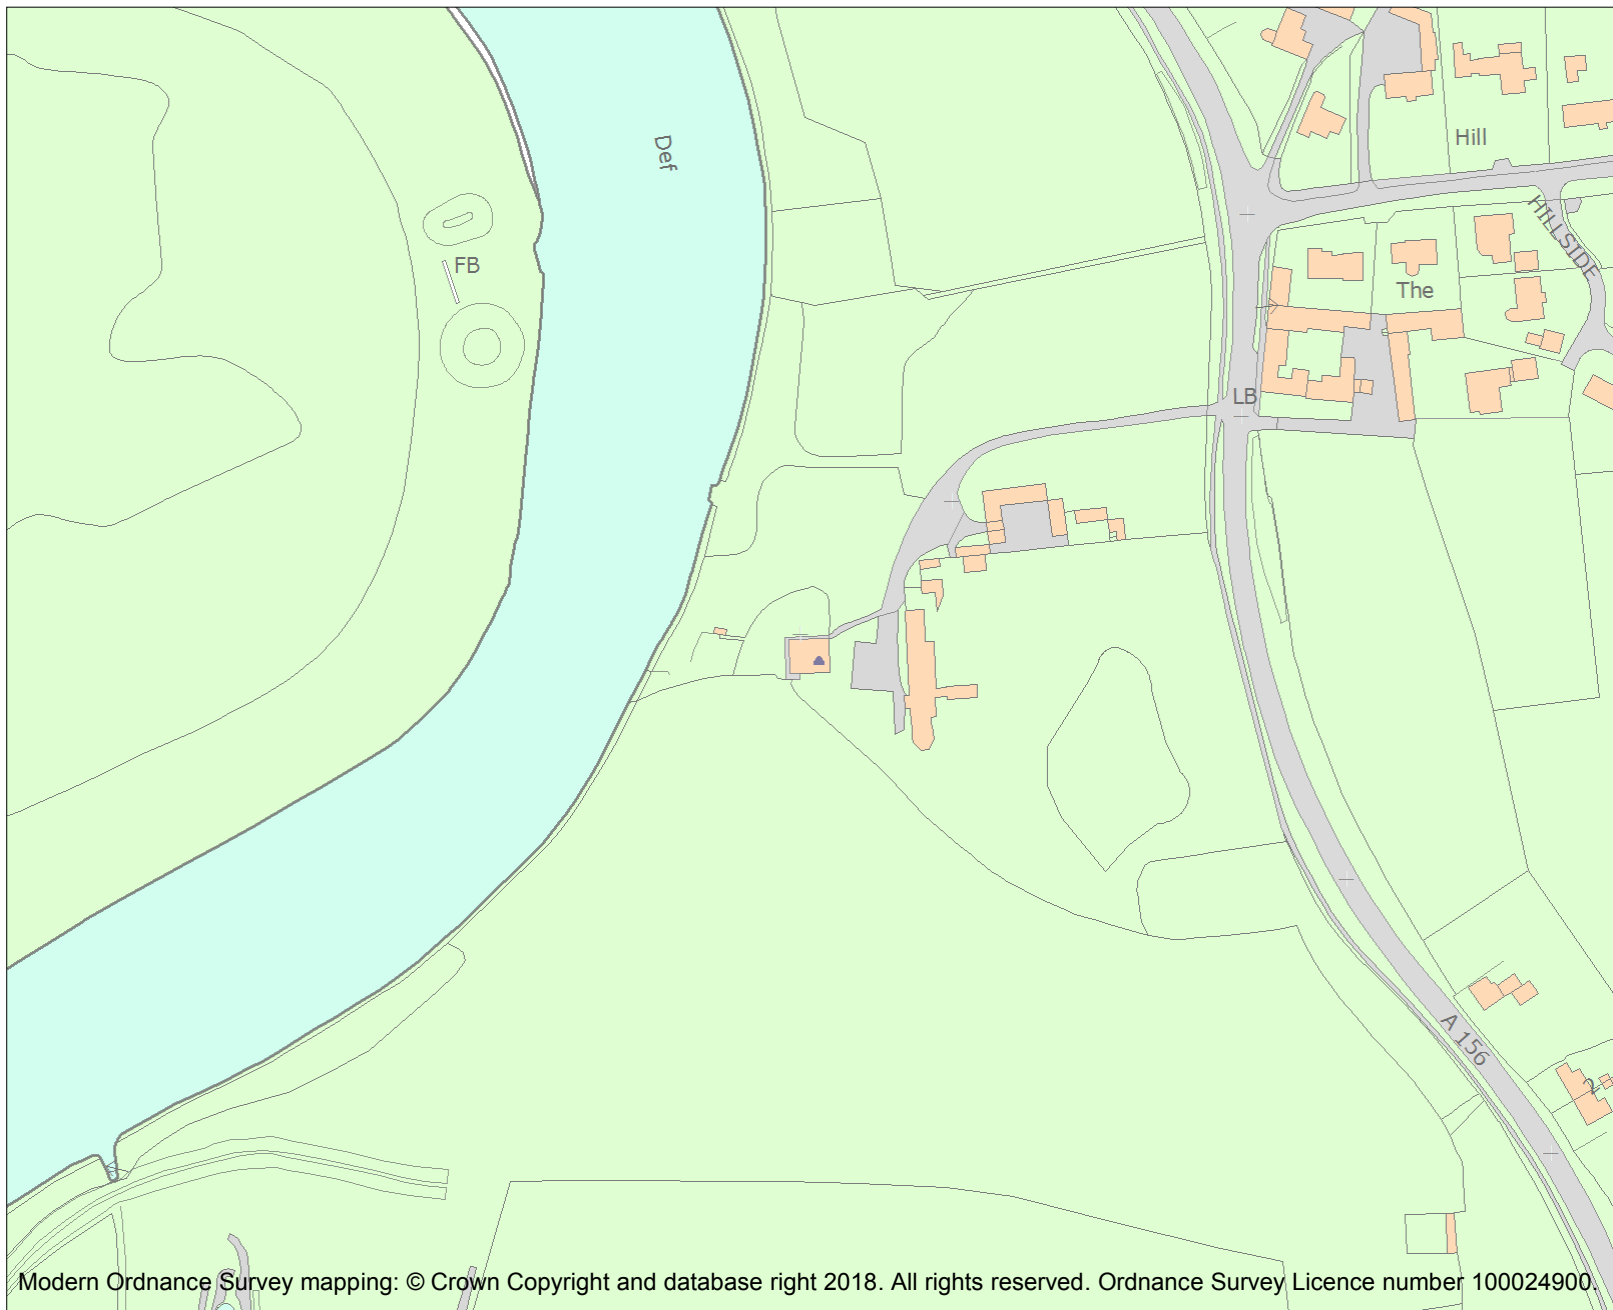 Def
Hill
HILLSIDE
FB
The
LB
A 156
2
Modern Ordnance Survey mapping: © Crown Copyright and database right 2018. All rights reserved. Ordnance Survey Licence number 100024900.